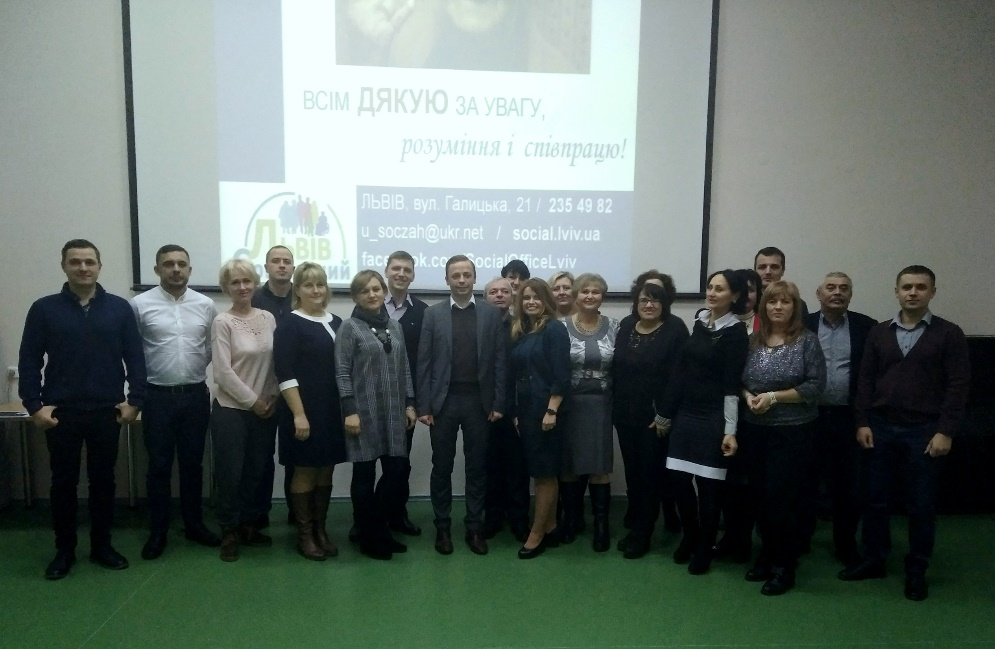 ВСІМ ДЯКУЮ ЗА УВАГУ,
розуміння і співпрацю!
ЛЬВІВ, вул. Галицька, 21 / 235 49 82
u_soczah@ukr.net / social.lviv.ua
ЛЬВІВ